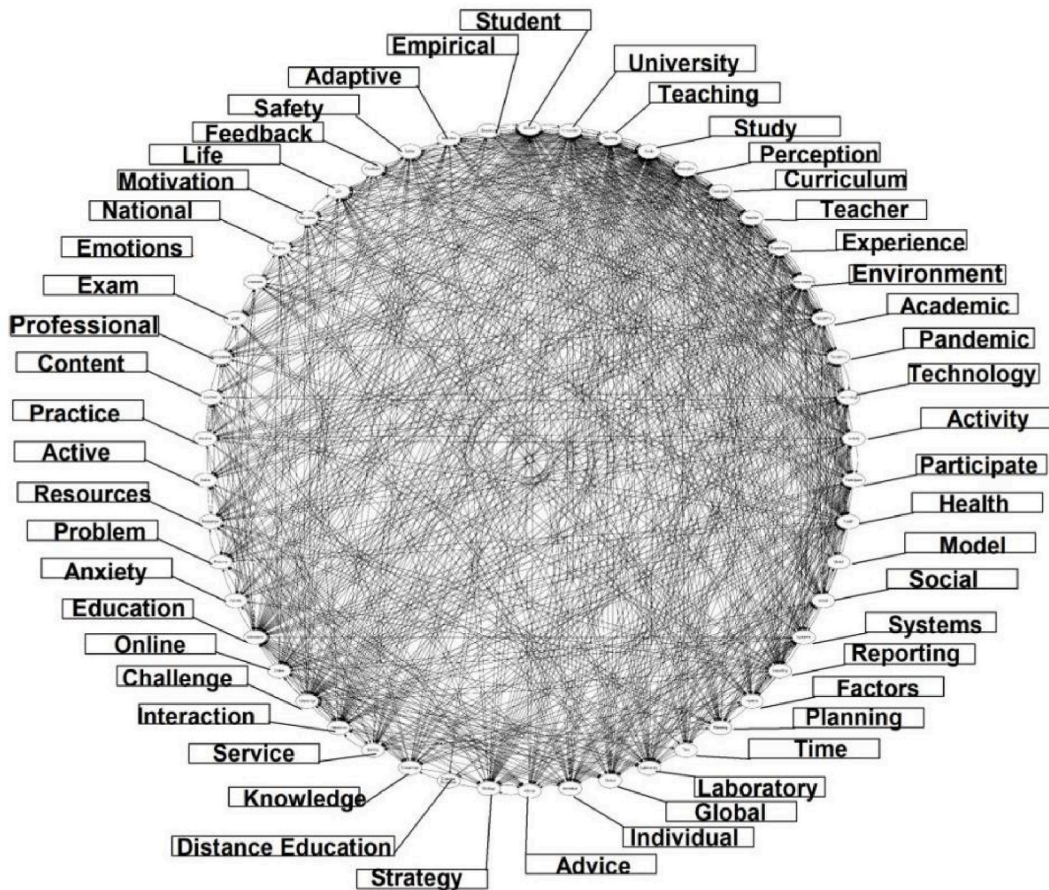 Student
Empirical
University
Adaptive
Teaching
Safety
Study
Feedback
Perception
Life
Curriculum
Motivation
Teacher
National
Experience
Emotions
Environment
Exam
Academic
Professional
Pandemic
Content
Technology
Practice
Activity
Active
Participate
Resources
Health
Problem
Model
Anxiety
Social
Education
Systems
Online
Reporting
Challenge
Factors
Interaction
Planning
Service
Time
Knowledge
Laboratory
Global
Distance Education
Individual
Strategy
Advice